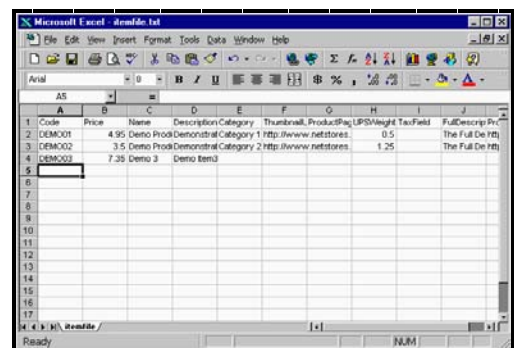 Microsoft Excel - itemfile.txt
File Edit View Insert Format Tools Data Window Help
Arial 8 B I U $ % ,
A5 =
A B C D E F G H I J
1 Code Price Name Description Category Thumbnail, ProductPag UPSWeight TaxField FullDescrip Pro
2 DEMO01 4.95 Demo Prod Demonstrat Category 1 http://www.netstores. 0.5 The Full De http
3 DEMO02 3.5 Demo Prod Demonstrat Category 2 http://www.netstores. 1.25 The Full De http
4 DEMO03 7.35 Demo 3 Demo Item3
5
6
7
8
9
10
11
12
13
14
15
16
17
itemfile
Ready NUM